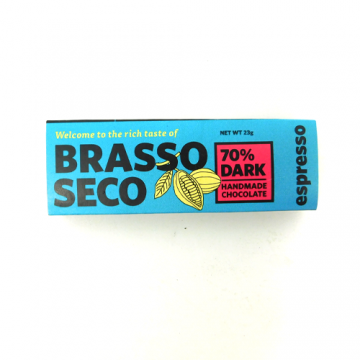 Welcome to the rich taste of
BRASSO
SECO
NET WT 23g
70%
DARK
HANDMADE
CHOCOLATE
espresso